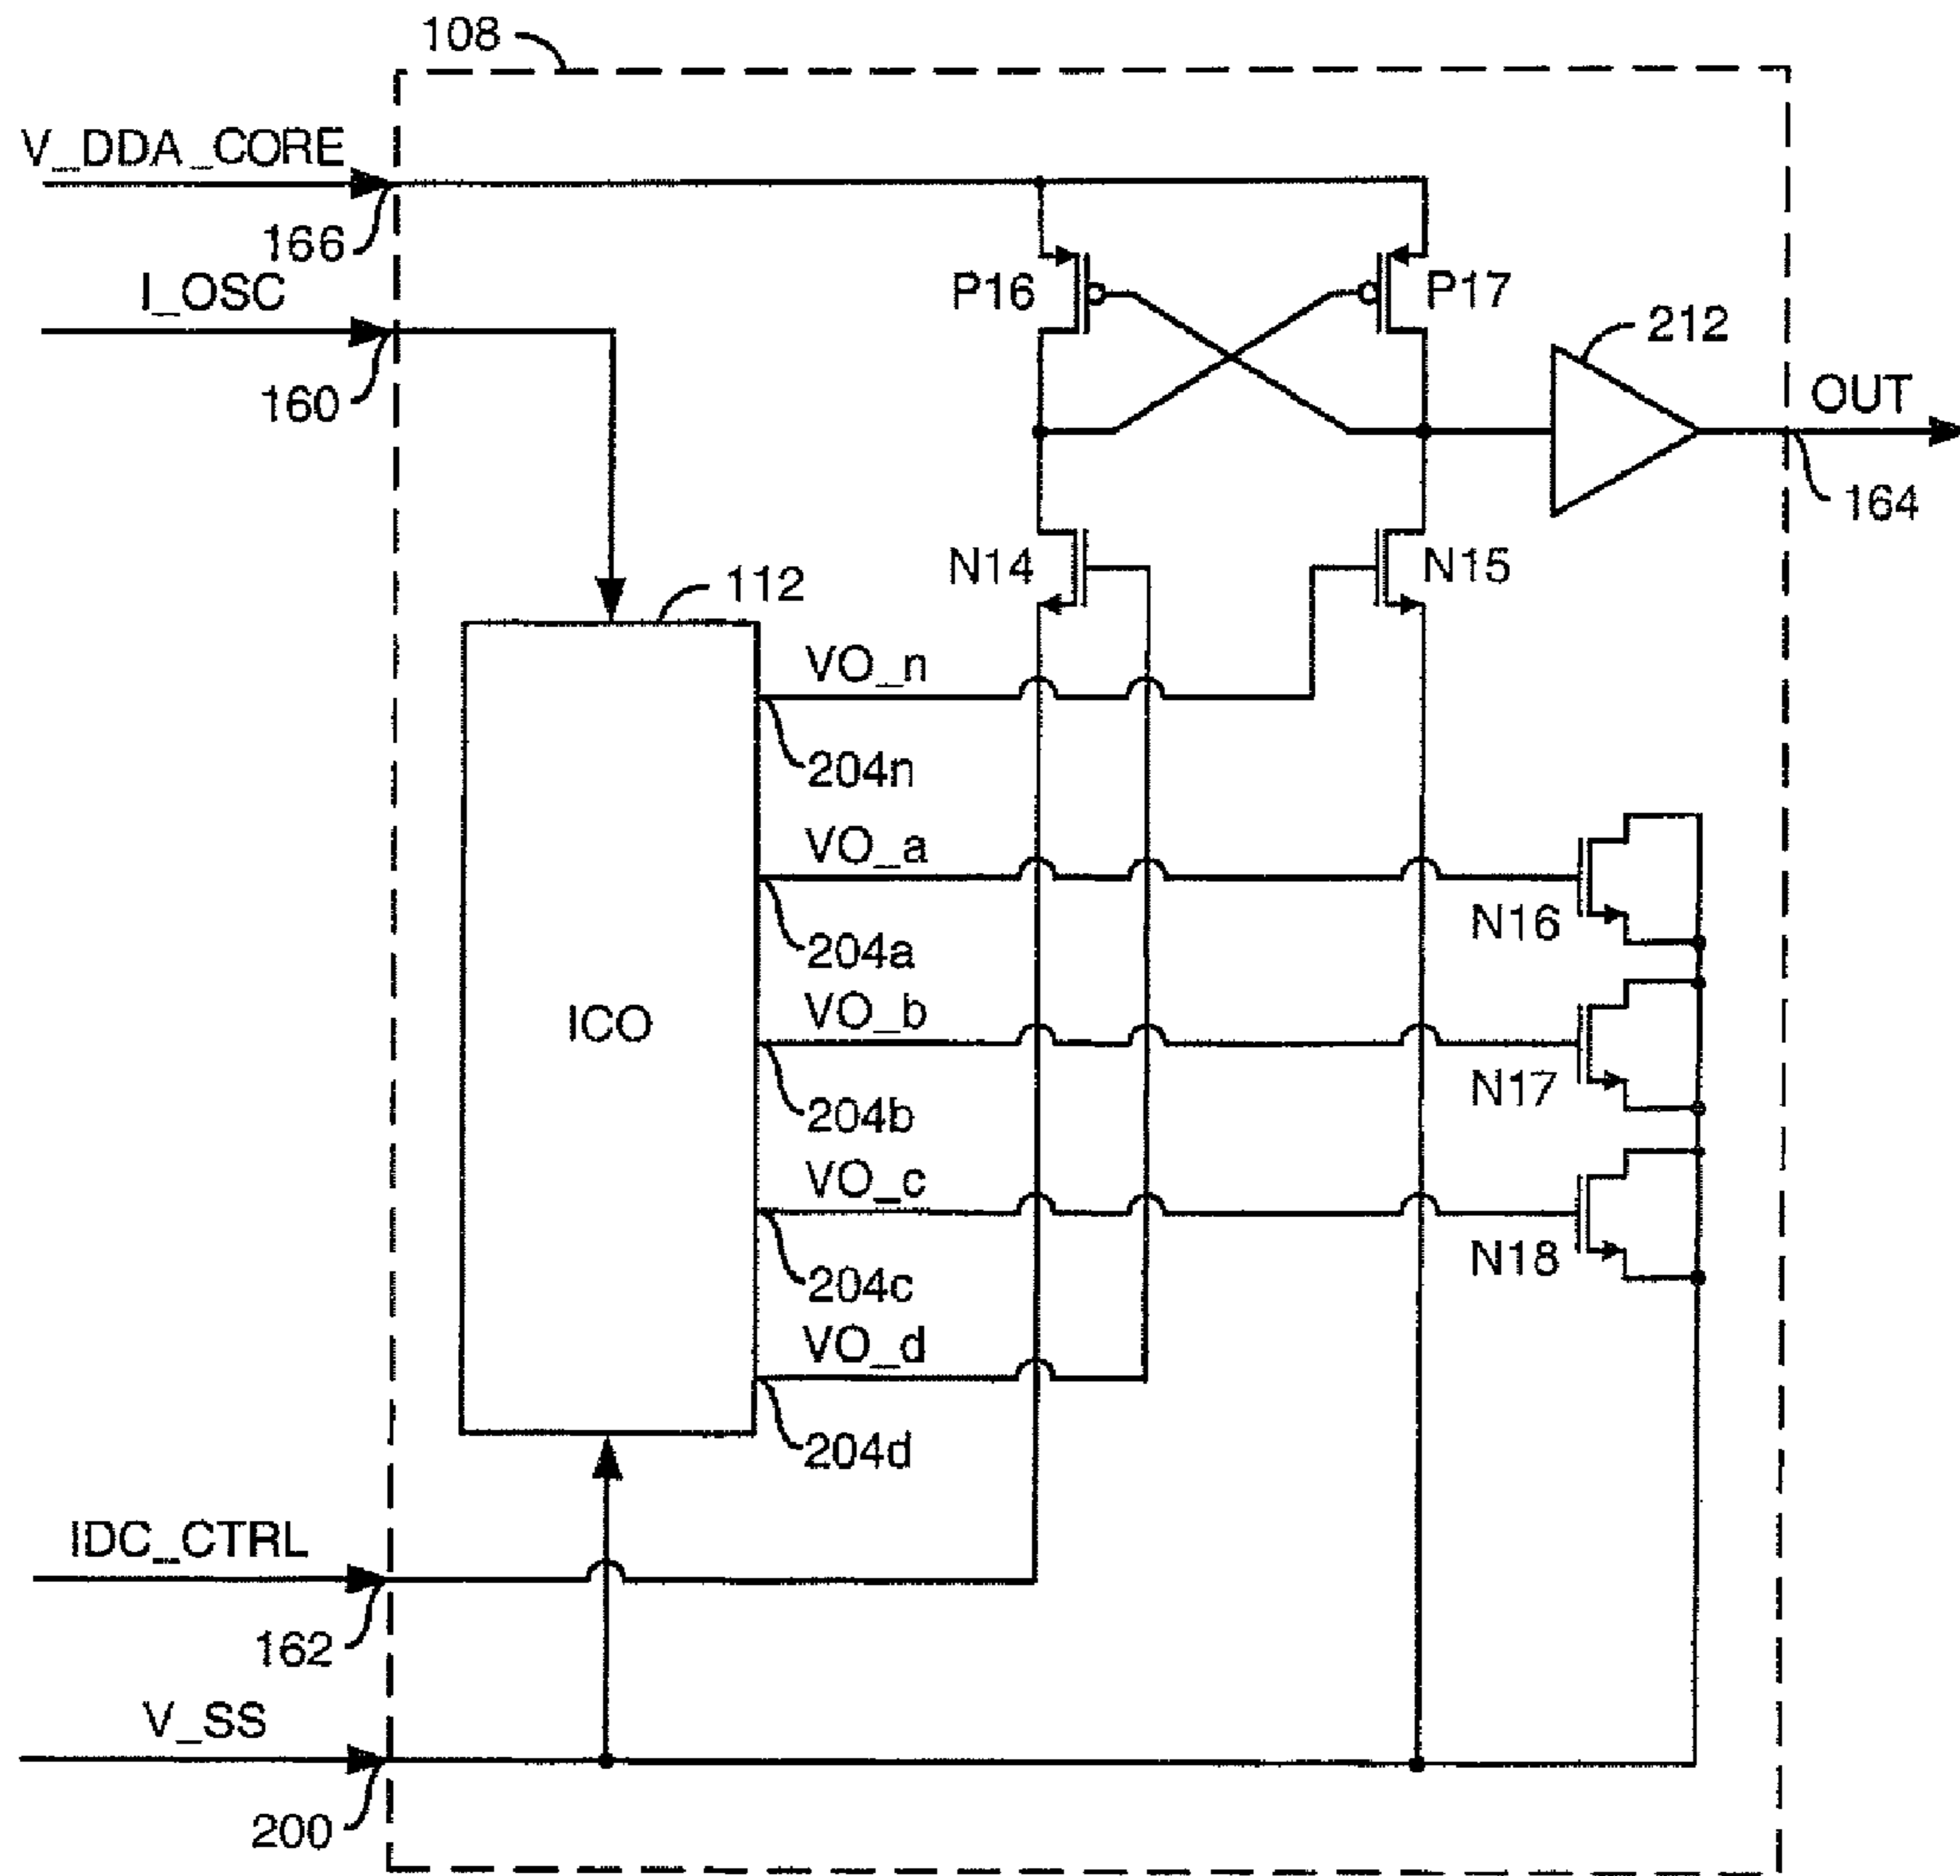 108
V_DDA_CORE
166
I_OSC
160
P16
P17
212
OUT
164
N14
N15
112
VO_n
204n
VO_a
204a
N16
ICO
VO_b
204b
N17
VO_c
204c
N18
VO_d
204d
IDC_CTRL
162
V_SS
200